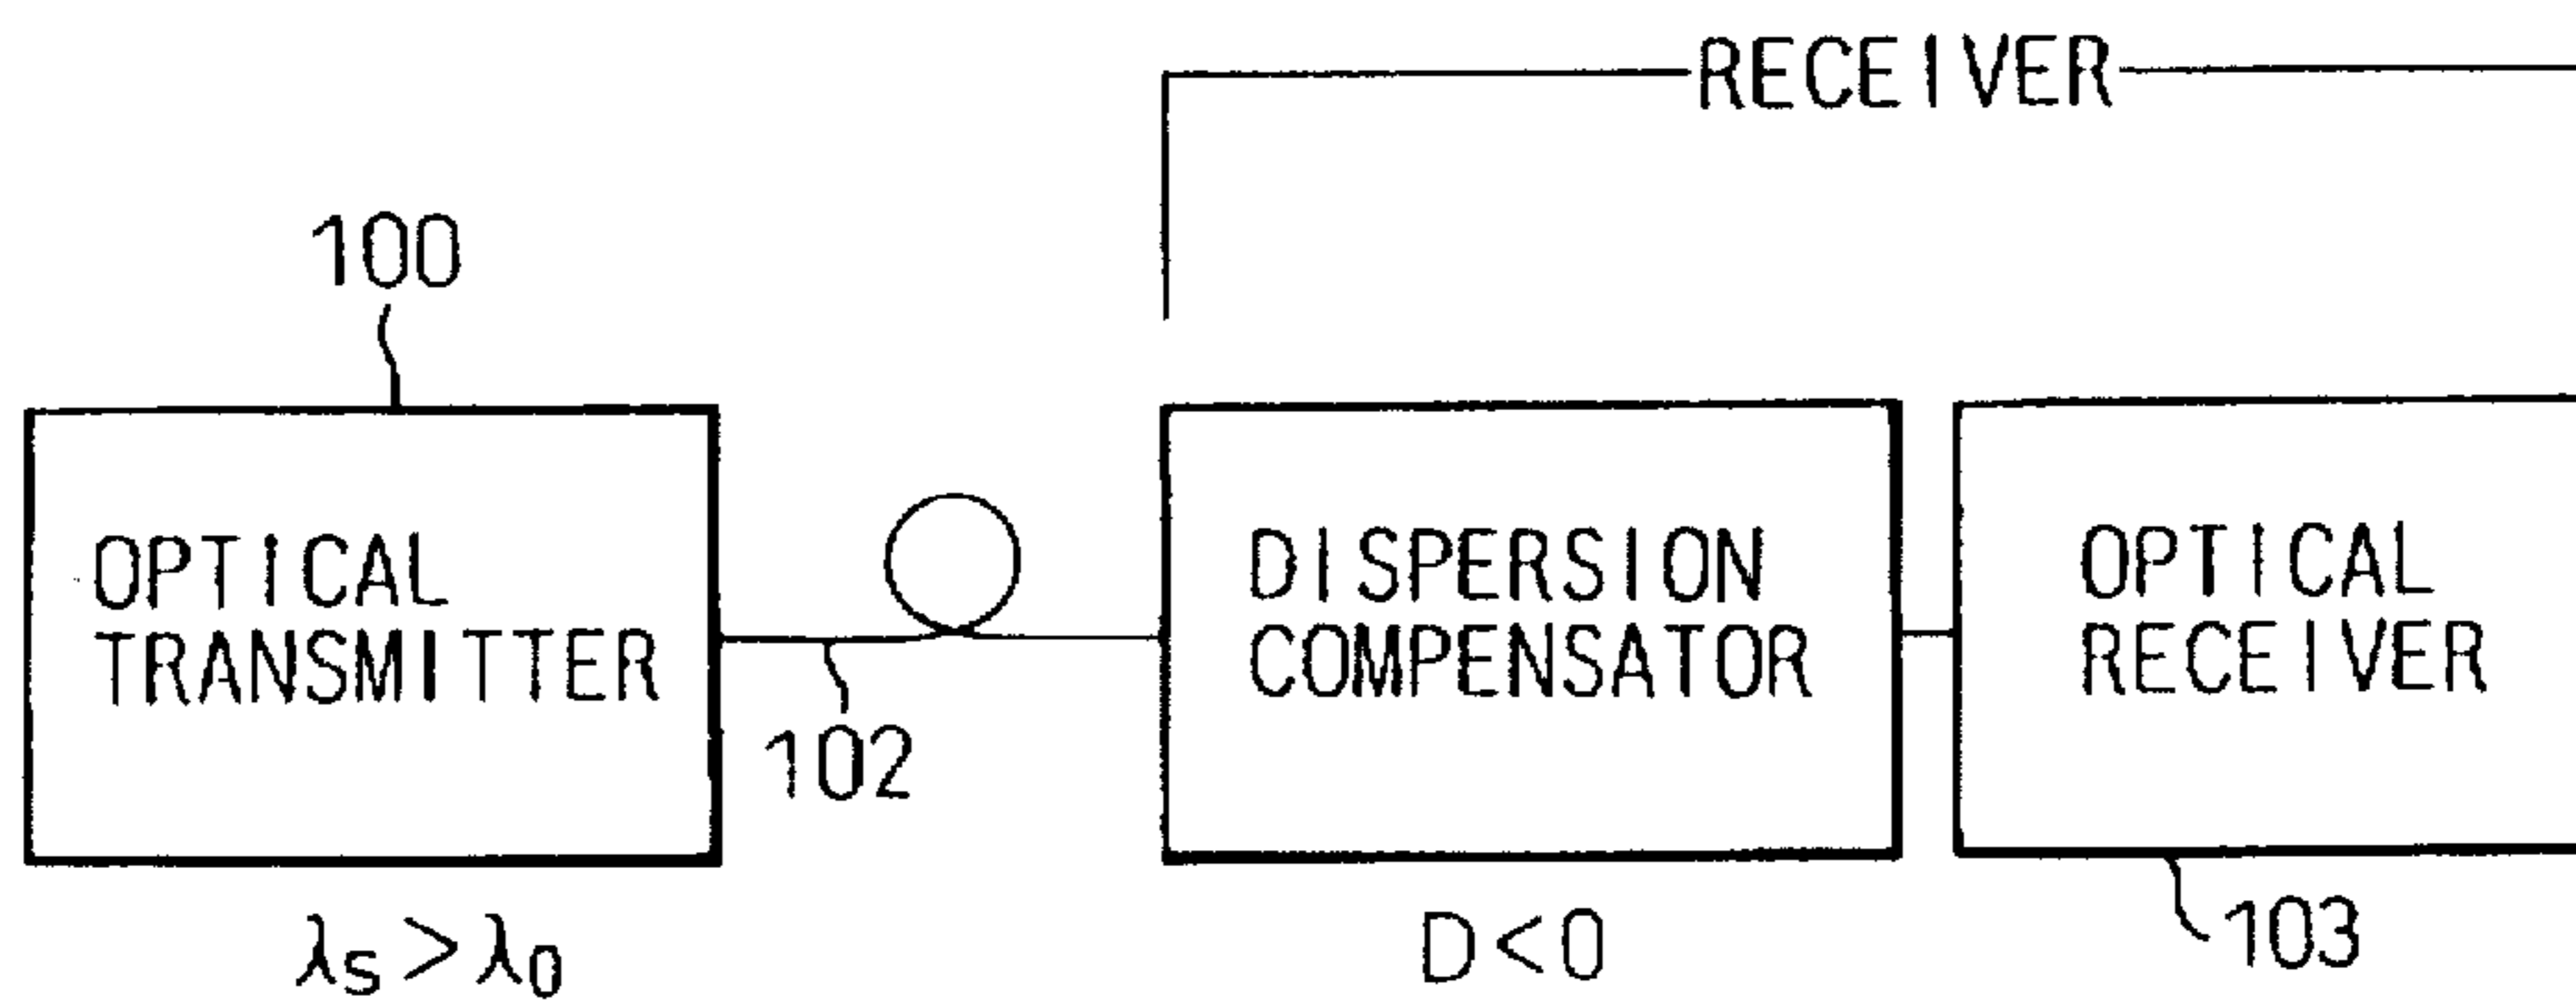 RECEIVER
100
OPTICAL
TRANSMITTER
102
DISPERSION
COMPENSATOR
OPTICAL
RECEIVER
λS>λ0
D<0
103